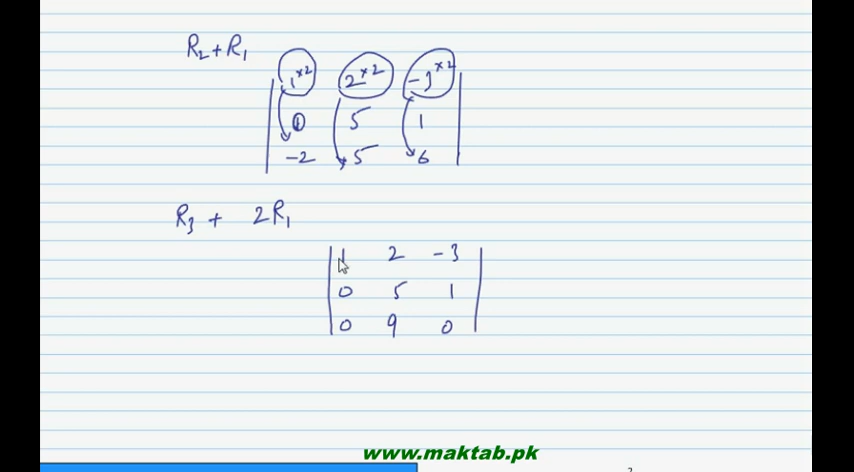 R2 + R1
1 ×2 2 ×2 -3 ×2
0 5 1
-2 5 6
R3 + 2R1
1 2 -3
0 5 1
0 9 0
www.maktab.pk